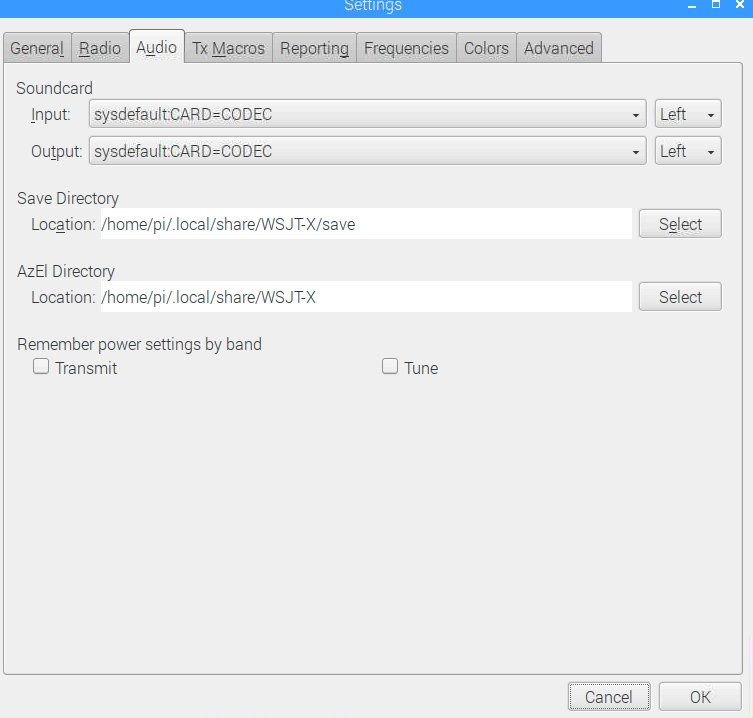 Settings
General Radio Audio Tx Macros Reporting Frequencies Colors Advanced
Soundcard
Input: sysdefault:CARD=CODEC Left
Output: sysdefault:CARD=CODEC Left
Save Directory
Location: /home/pi/.local/share/WSJT-X/save Select
AzEl Directory
Location: /home/pi/.local/share/WSJT-X Select
Remember power settings by band
Transmit Tune
Cancel OK